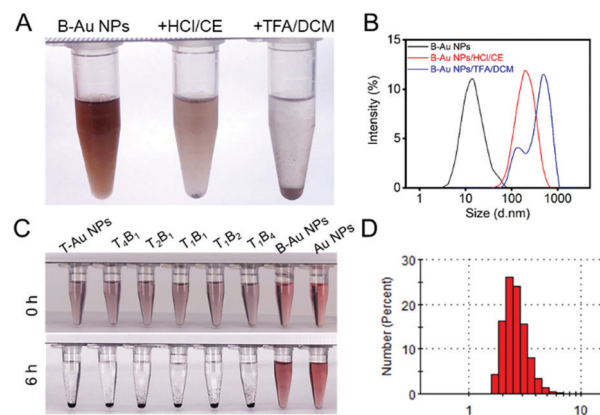 A
B-Au NPs
+HCl/CE
+TFA/DCM
B
B-Au NPs
B-Au NPs/HCl/CE
B-Au NPs/TFA/DCM
Intensity (%)
15
10
5
0
1
10
100
1000
Size (d.nm)
C
T-Au NPs
T₄B₁
T₂B₁
T₁B₁
T₁B₂
T₁B₄
B-Au NPs
Au NPs
0 h
6 h
D
Number (Percent)
30
20
10
0
1
10